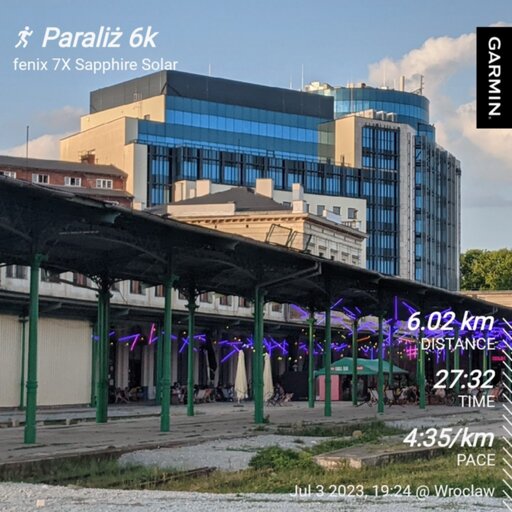 Paraliż 6k
fenix 7X Sapphire Solar
GARMIN
6.02 km
DISTANCE
27:32
TIME
4:35/km
PACE
Jul 3 2023, 19:24 @ Wroclaw